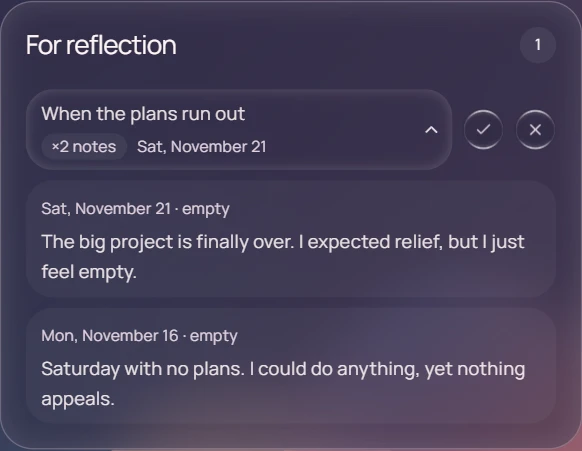 For reflection
1
When the plans run out
×2 notes Sat, November 21
Sat, November 21 · empty
The big project is finally over. I expected relief, but I just
feel empty.
Mon, November 16 · empty
Saturday with no plans. I could do anything, yet nothing
appeals.